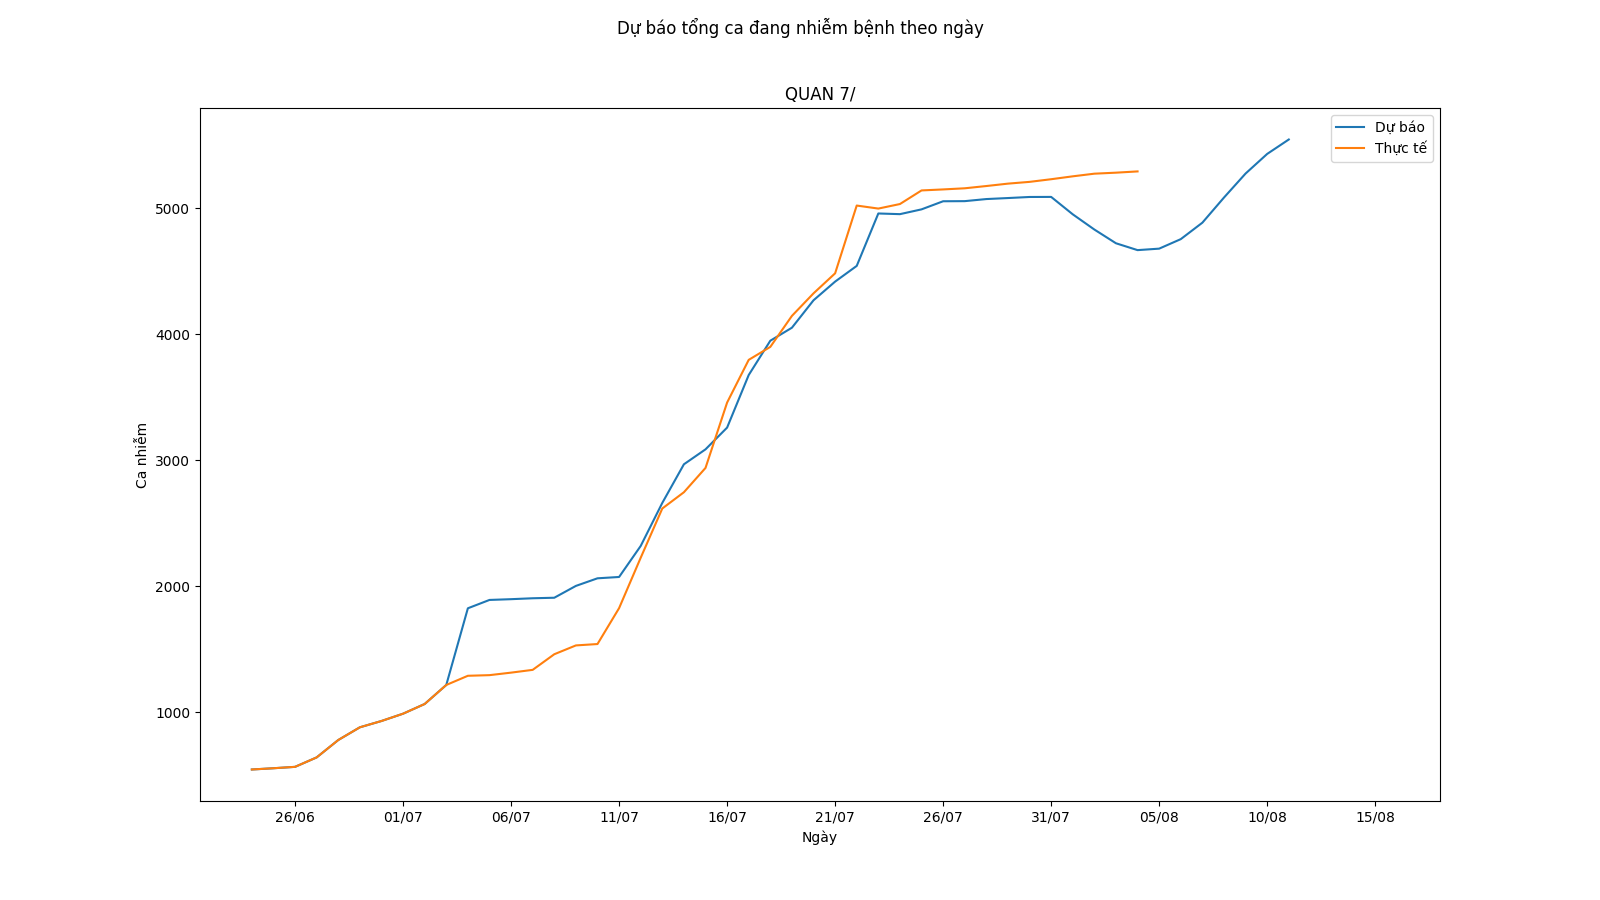 Dự báo tổng ca đang nhiễm bệnh theo ngày
QUAN 7/
Dự báo
Thực tế
Ca nhiễm
5000
4000
3000
2000
1000
26/06
01/07
06/07
11/07
16/07
21/07
26/07
31/07
05/08
10/08
15/08
Ngày